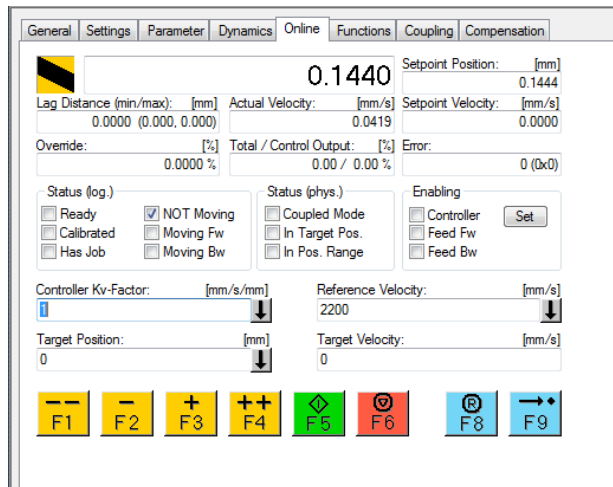 General Settings Parameter Dynamics Online Functions Coupling Compensation
0.1440
Setpoint Position: [mm]
0.1444
Lag Distance (min/max): [mm] Actual Velocity: [mm/s] Setpoint Velocity: [mm/s]
0.0000 (0.000, 0.000) 0.0419 0.0000
Override: [%] Total / Control Output: [%] Error:
0.0000 % 0.00 / 0.00 % 0 (0x0)
Status (log.) Status (phys.) Enabling
Ready NOT Moving Coupled Mode Controller Set
Calibrated Moving Fw In Target Pos. Feed Fw
Has Job Moving Bw In Pos. Range Feed Bw
Controller Kv-Factor: [mm/s/mm] Reference Velocity: [mm/s]
1 2200
Target Position: [mm] Target Velocity: [mm/s]
0 0
-- - + ++ R
F1 F2 F3 F4 F5 F6 F8 F9